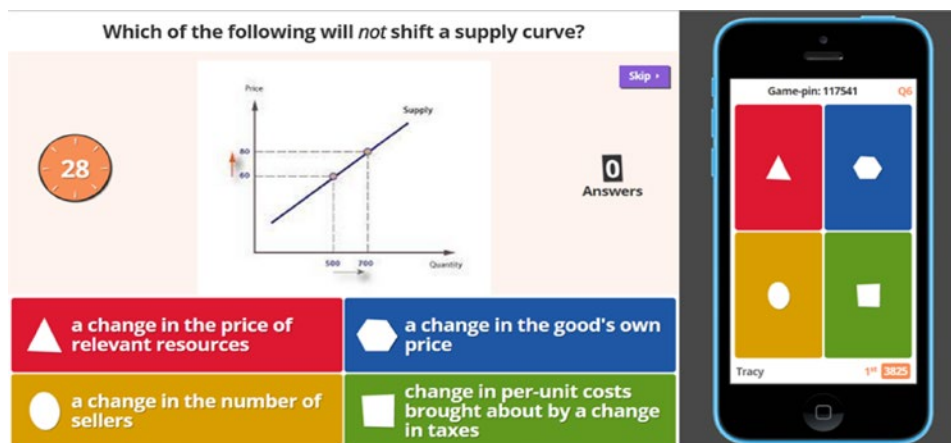 Which of the following will not shift a supply curve?
Skip
Game-pin: 117541 Q6
Price
Supply
28
80
60
0
Answers
500 700
Quantity
a change in the price of
relevant resources
a change in the good's own
price
a change in the number of
sellers
change in per-unit costs
brought about by a change
in taxes
Tracy 1st 3825